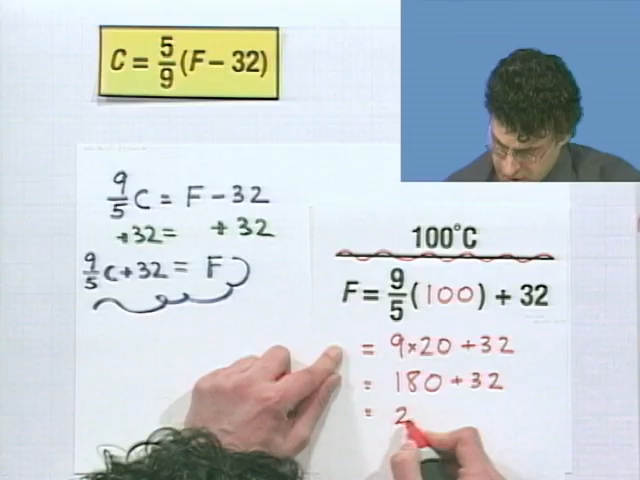 C = 5/9 (F − 32)
9/5 C = F − 32
+32 = + 32
9/5 C + 32 = F
100°C
F = 9/5 (100) + 32
= 9 × 20 + 32
= 180 + 32
= 2